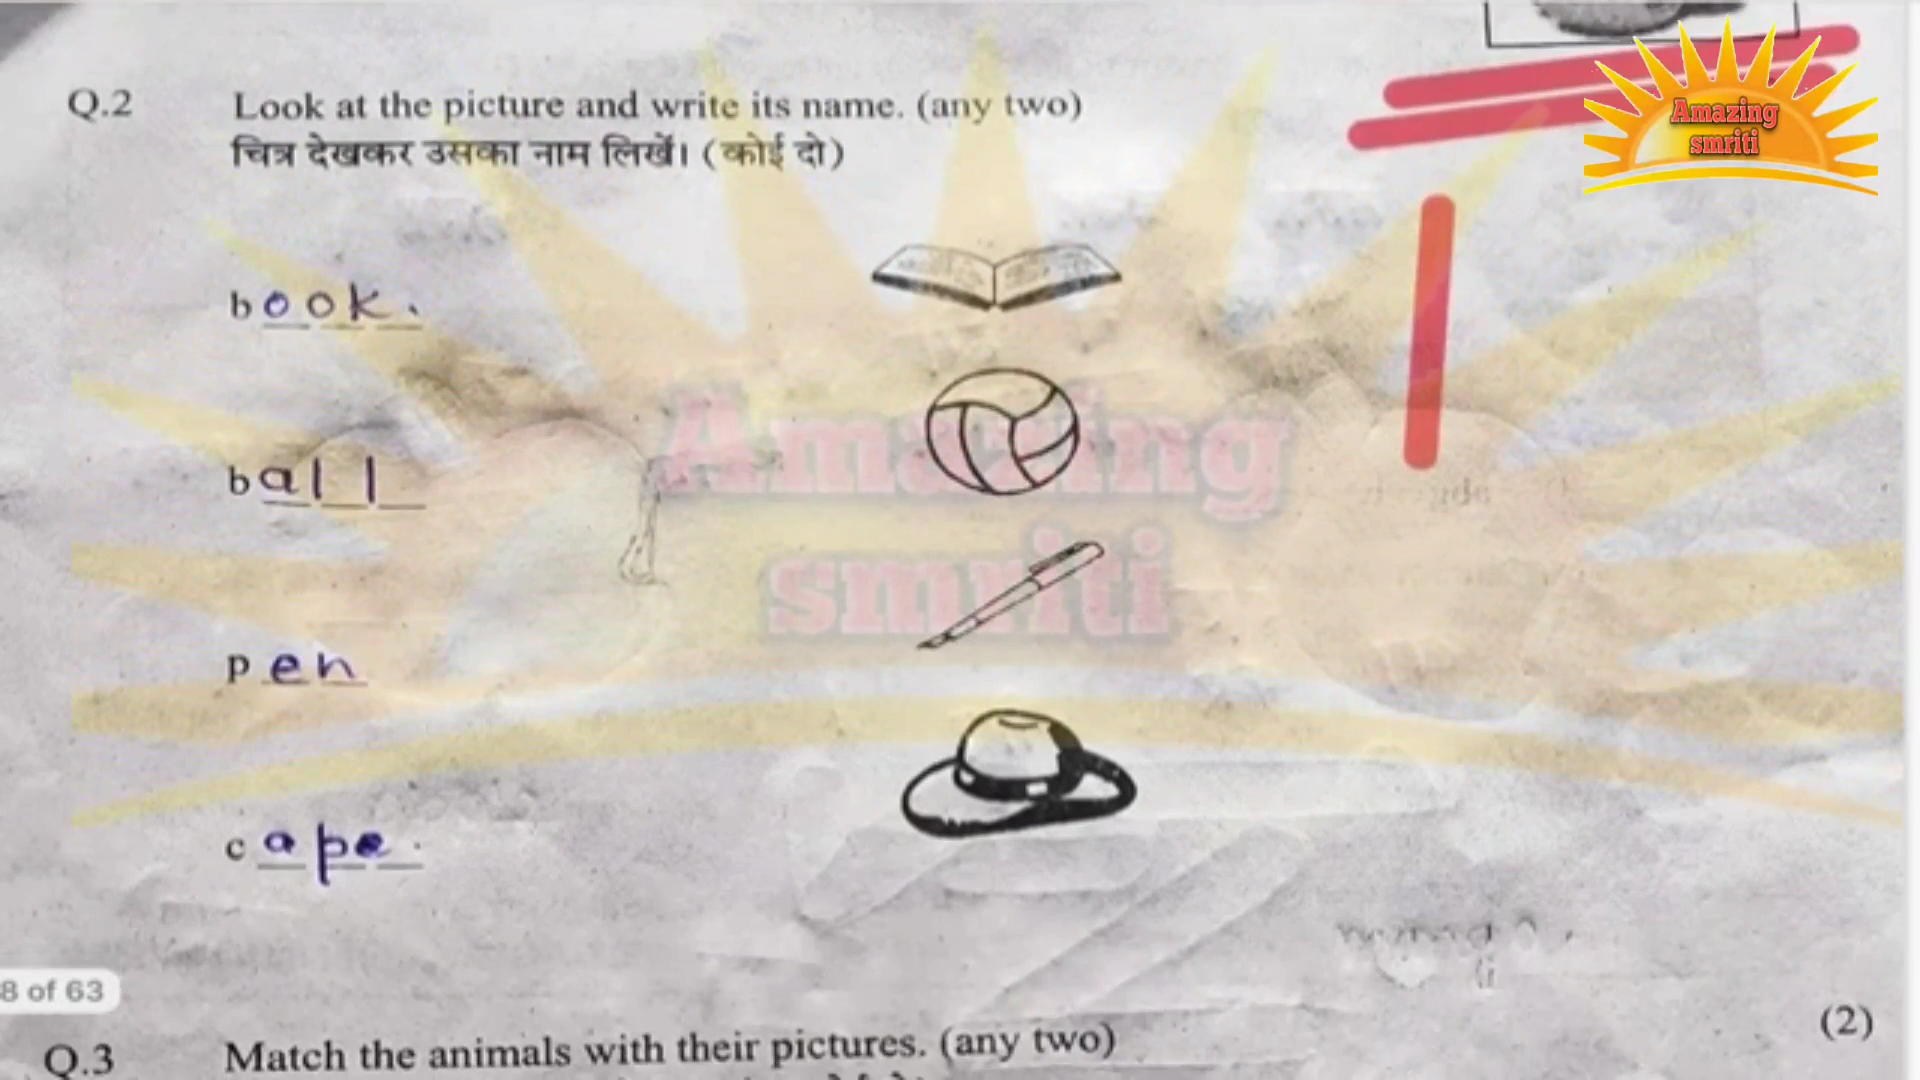 Amazing
smriti
Q.2 Look at the picture and write its name. (any two)
चित्र देखकर उसका नाम लिखें। (कोई दो)
book.
ball
pen
cape.
Amazing
smriti
8 of 63
(2)
Q.3 Match the animals with their pictures. (any two)